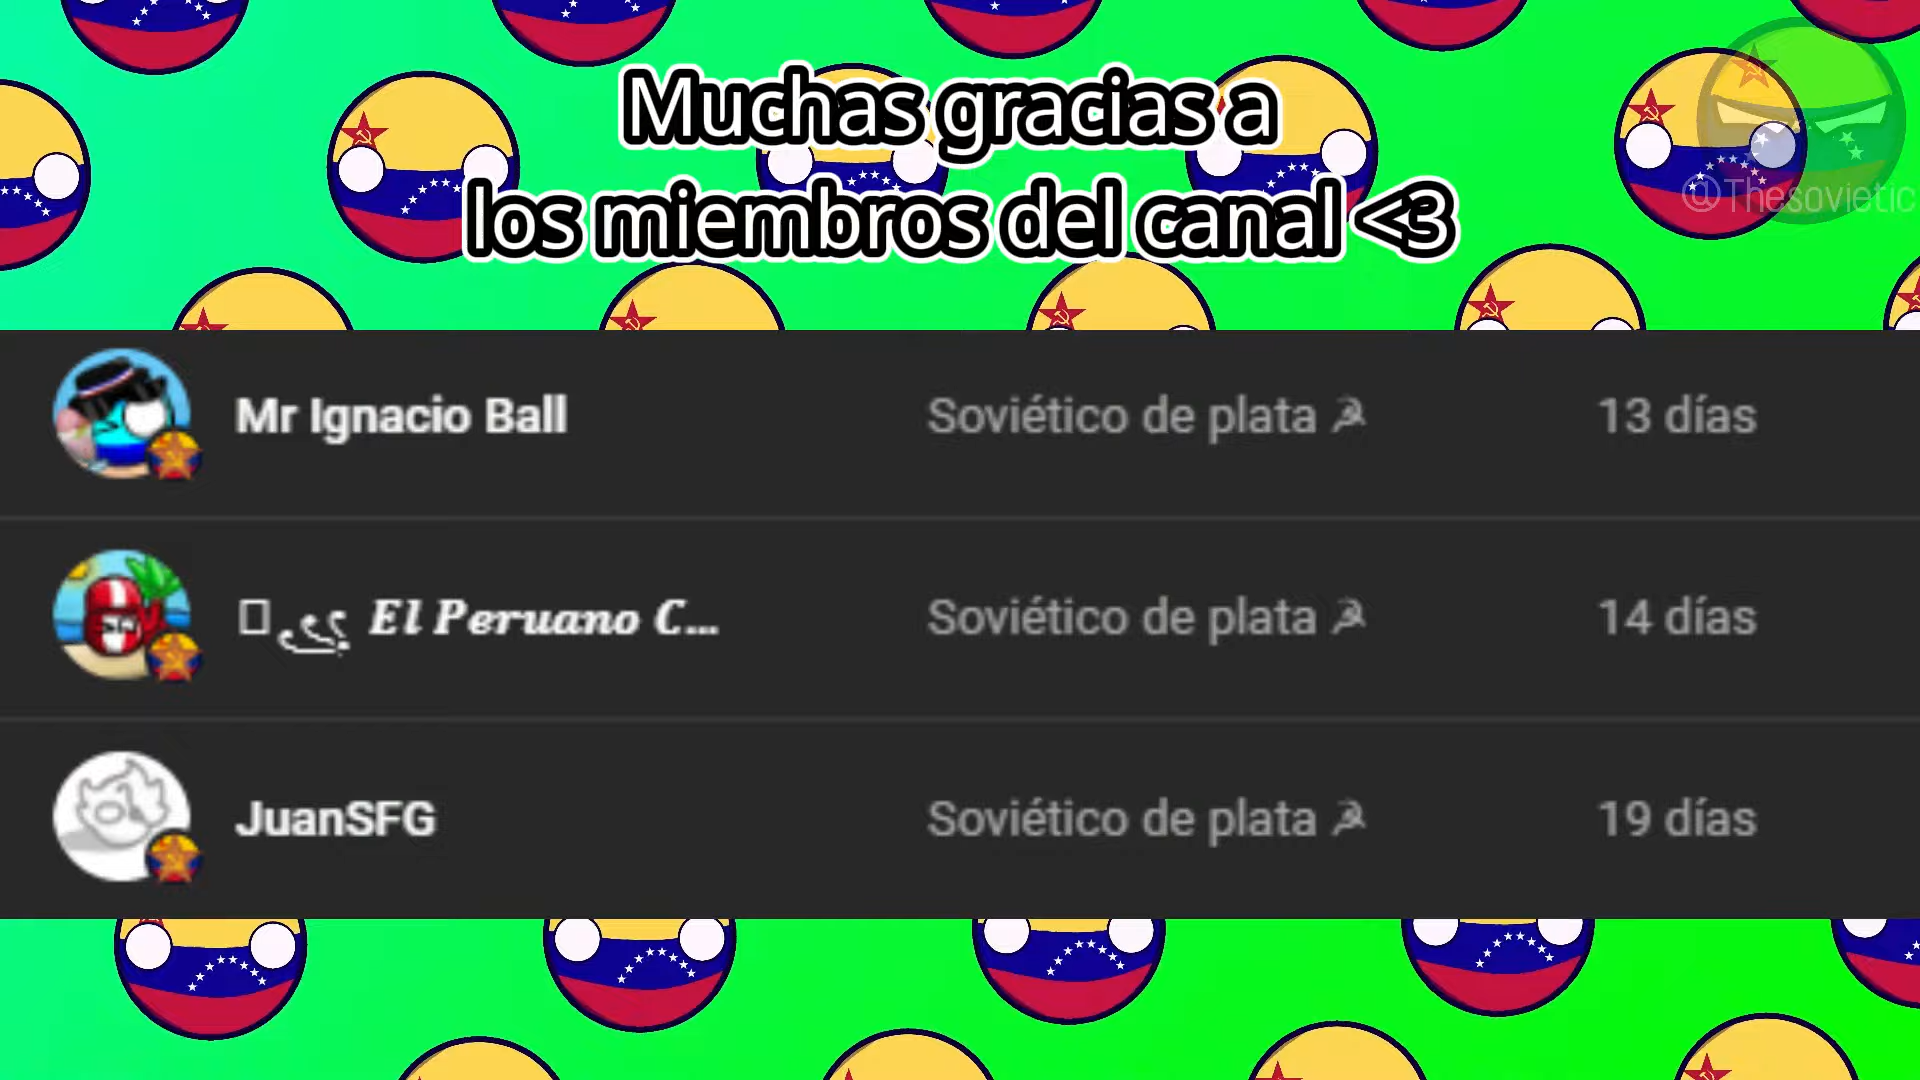 Muchas gracias a
los miembros del canal <3
@Thesovietic
Mr Ignacio Ball Soviético de plata ☭ 13 días
El Peruano C... Soviético de plata ☭ 14 días
JuanSFG Soviético de plata ☭ 19 días